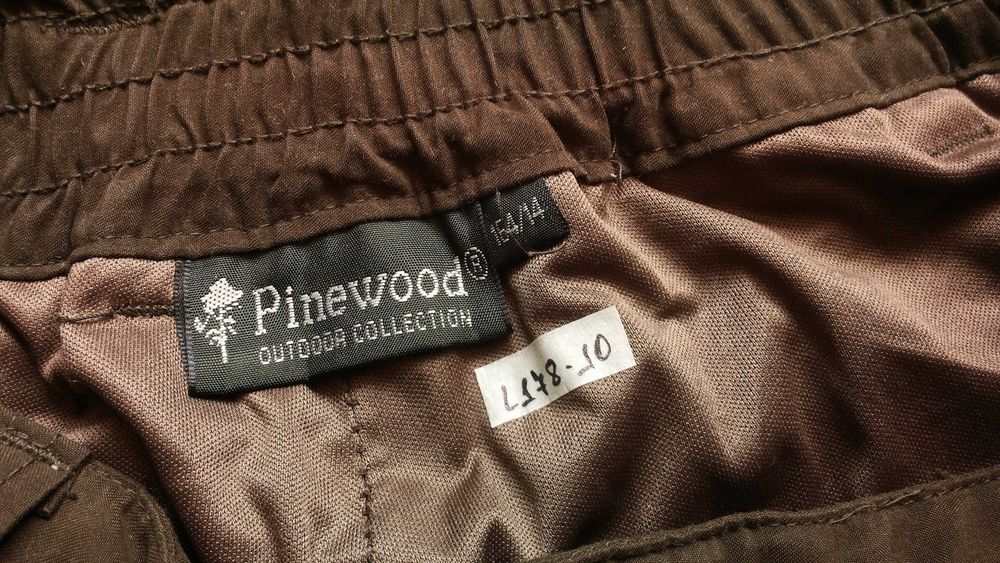 Pinewood®
OUTDOOR COLLECTION
164/14
L178-10